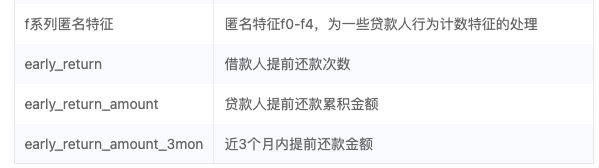 f系列匿名特征 匿名特征f0-f4，为一些贷款人行为计数特征的处理
early_return 借款人提前还款次数
early_return_amount 贷款人提前还款累积金额
early_return_amount_3mon 近3个月内提前还款金额